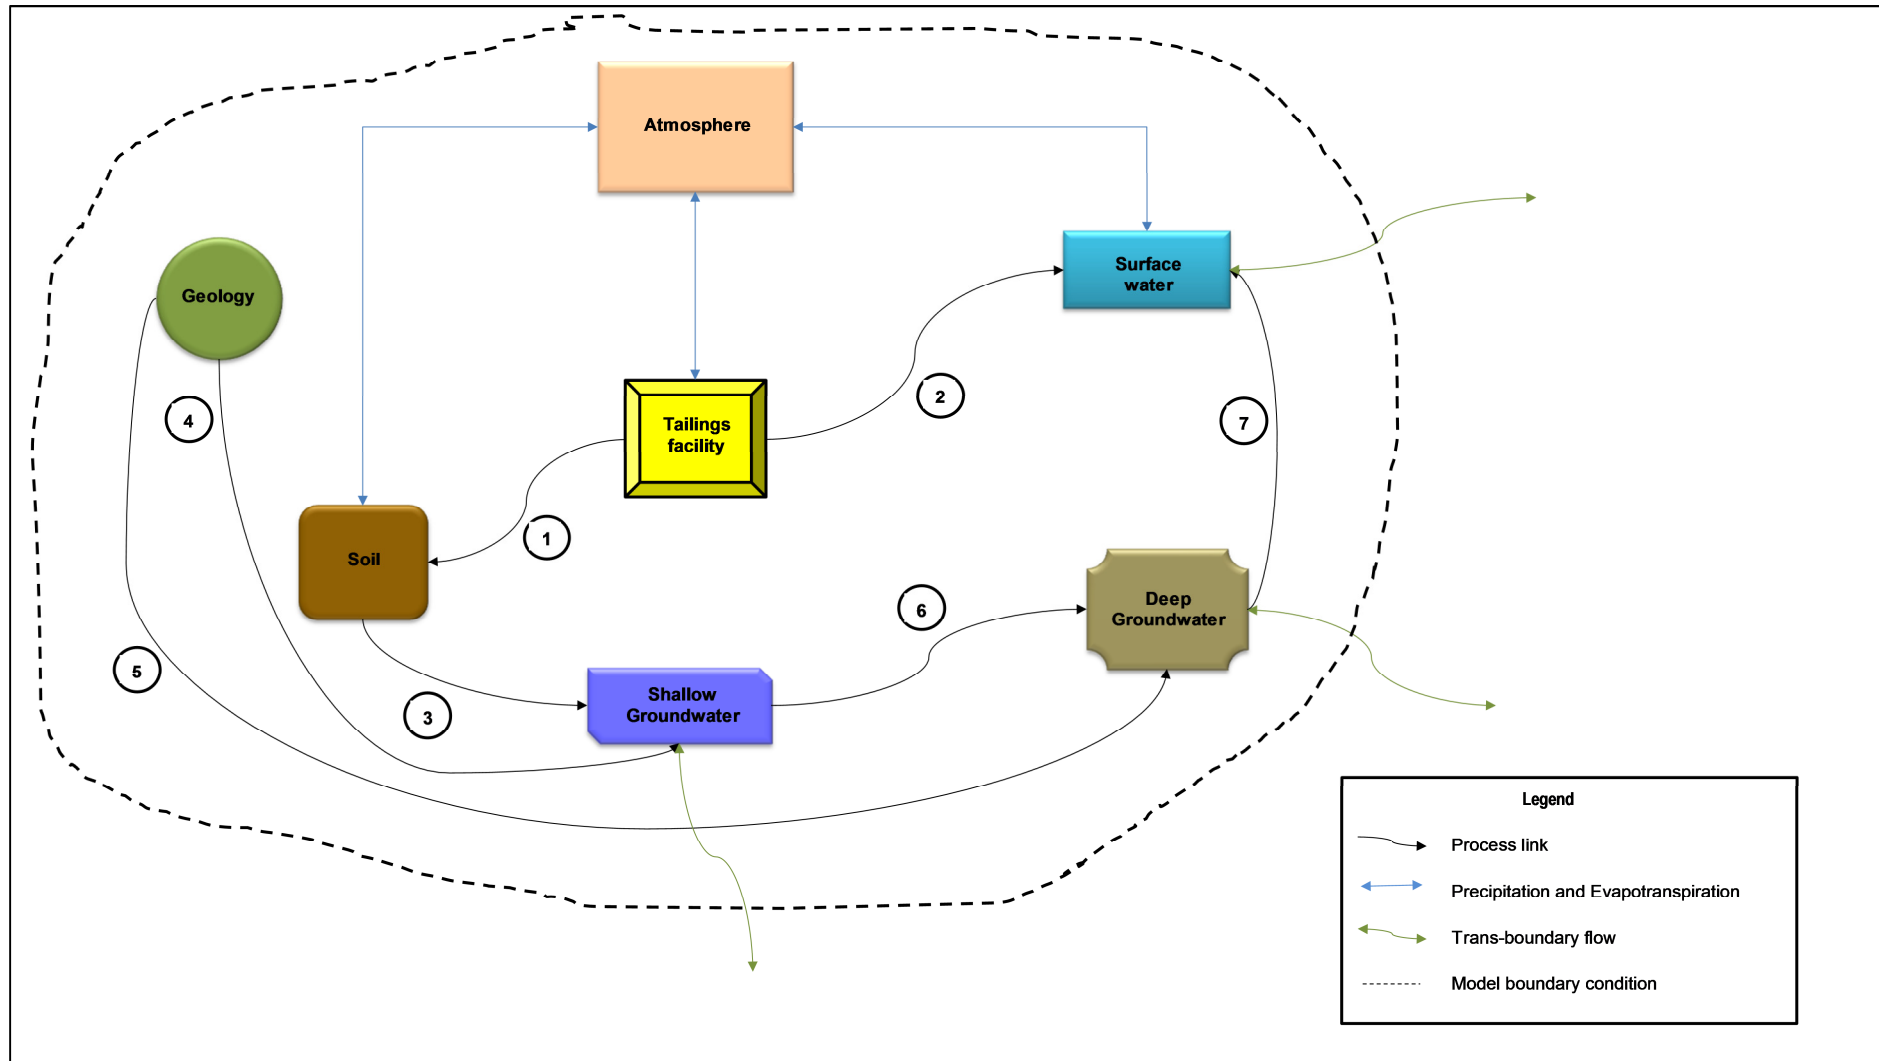 Atmosphere
Geology
Surface
water
4
2
7
Tailings
facility
1
Soil
6
Deep
Groundwater
5
3
Shallow
Groundwater
Legend
Process link
Precipitation and Evapotranspiration
Trans-boundary flow
Model boundary condition